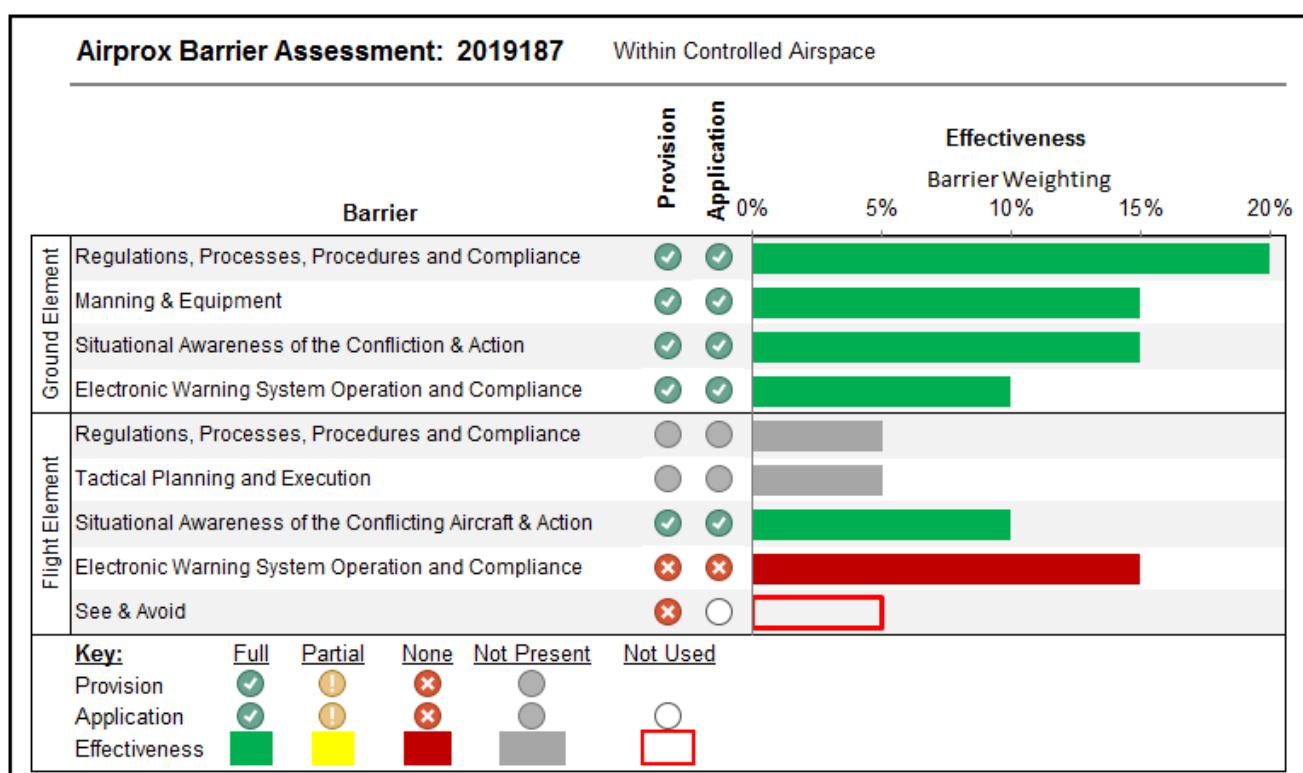 Airprox Barrier Assessment: 2019187 Within Controlled Airspace
Barrier Provision Application Effectiveness
Barrier Weighting
0% 5% 10% 15% 20%
Ground Element
Regulations, Processes, Procedures and Compliance
Manning & Equipment
Situational Awareness of the Confliction & Action
Electronic Warning System Operation and Compliance
Flight Element
Regulations, Processes, Procedures and Compliance
Tactical Planning and Execution
Situational Awareness of the Conflicting Aircraft & Action
Electronic Warning System Operation and Compliance
See & Avoid
Key: Full Partial None Not Present Not Used
Provision
Application
Effectiveness